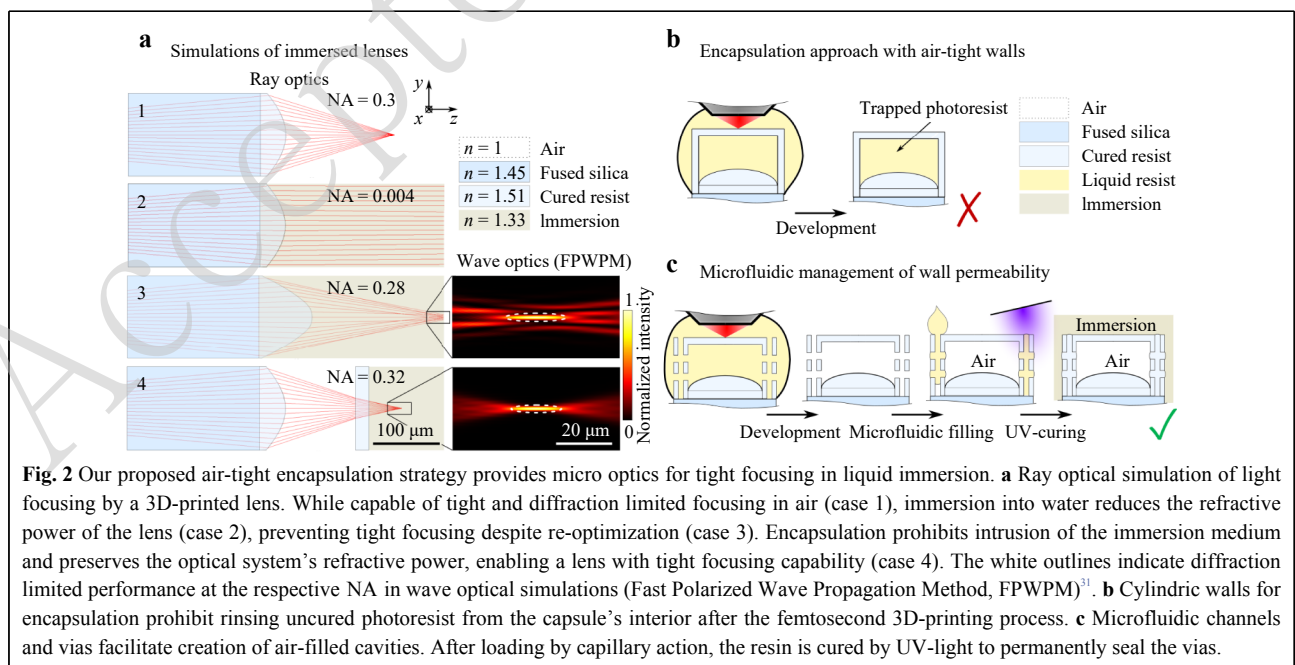 a
Simulations of immersed lenses
Ray optics
1
NA = 0.3
y
x
z
n = 1 Air
n = 1.45 Fused silica
n = 1.51 Cured resist
n = 1.33 Immersion
2
NA = 0.004
3
NA = 0.28
Wave optics (FPWPM)
1
Normalized intensity
0
4
NA = 0.32
100 μm
20 μm
b
Encapsulation approach with air-tight walls
Trapped photoresist
Development
Air
Fused silica
Cured resist
Liquid resist
Immersion
c
Microfluidic management of wall permeability
Air
Immersion
Air
Development Microfluidic filling UV-curing
Fig. 2 Our proposed air-tight encapsulation strategy provides micro optics for tight focusing in liquid immersion. a Ray optical simulation of light
focusing by a 3D-printed lens. While capable of tight and diffraction limited focusing in air (case 1), immersion into water reduces the refractive
power of the lens (case 2), preventing tight focusing despite re-optimization (case 3). Encapsulation prohibits intrusion of the immersion medium
and preserves the optical system's refractive power, enabling a lens with tight focusing capability (case 4). The white outlines indicate diffraction
limited performance at the respective NA in wave optical simulations (Fast Polarized Wave Propagation Method, FPWPM)31. b Cylindric walls for
encapsulation prohibit rinsing uncured photoresist from the capsule's interior after the femtosecond 3D-printing process. c Microfluidic channels
and vias facilitate creation of air-filled cavities. After loading by capillary action, the resin is cured by UV-light to permanently seal the vias.
Accept